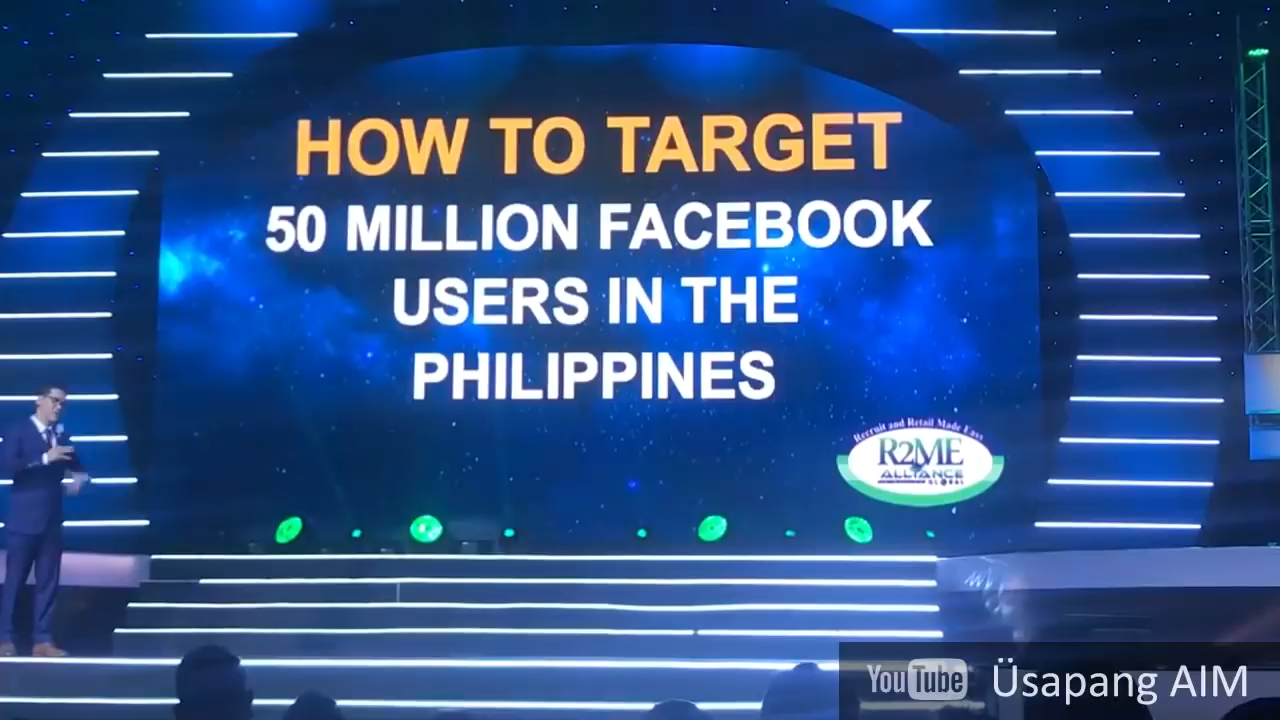 HOW TO TARGET
50 MILLION FACEBOOK
USERS IN THE
PHILIPPINES
Recruit and Retail Made Easy
R2ME
ALLIANCE
GLOBAL
YouTube Üsapang AIM